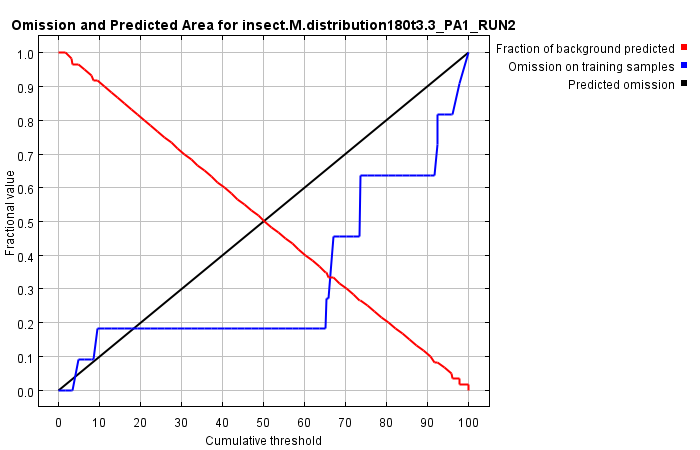 Omission and Predicted Area for insect.M.distribution180t3.3_PA1_RUN2
Fraction of background predicted
Omission on training samples
Predicted omission
Fractional value
1.0
0.9
0.8
0.7
0.6
0.5
0.4
0.3
0.2
0.1
0.0
0 10 20 30 40 50 60 70 80 90 100
Cumulative threshold